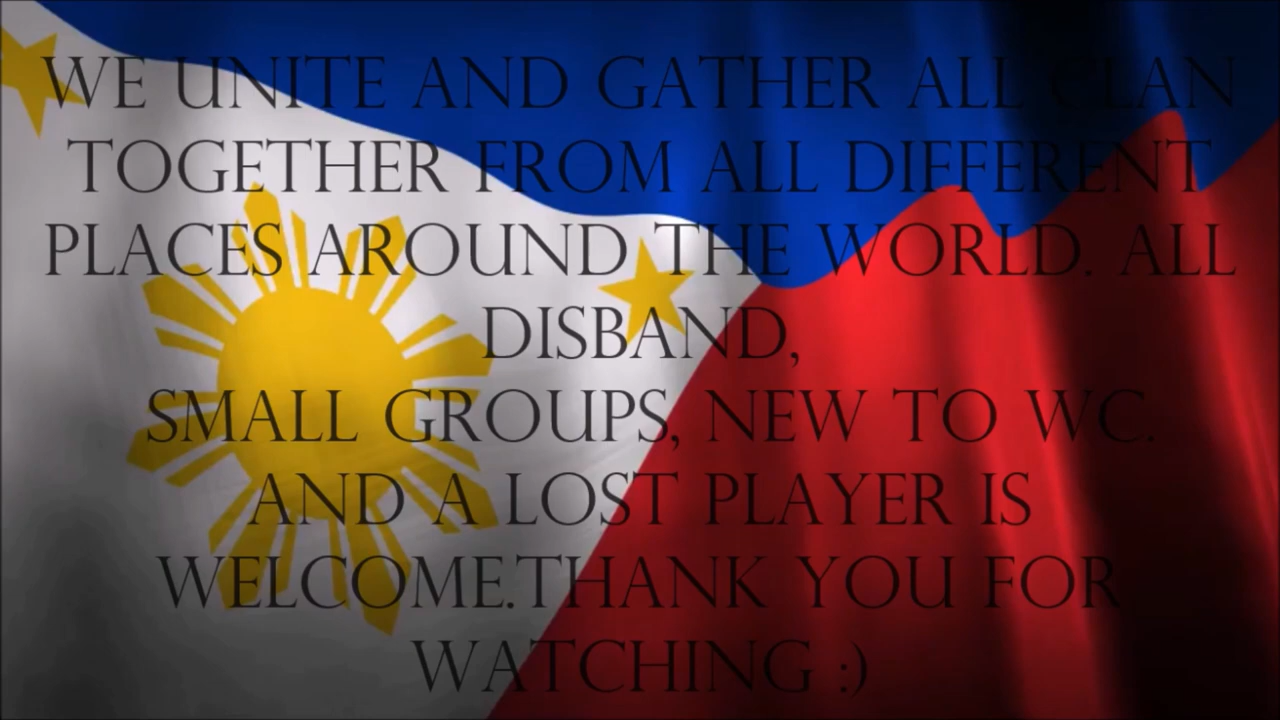 WE UNITE AND GATHER ALL CLAN
TOGETHER FROM ALL DIFFERENT
PLACES AROUND THE WORLD. ALL
DISBAND,
SMALL GROUPS, NEW TO WC.
AND A LOST PLAYER IS
WELCOME.THANK YOU FOR
WATCHING :)